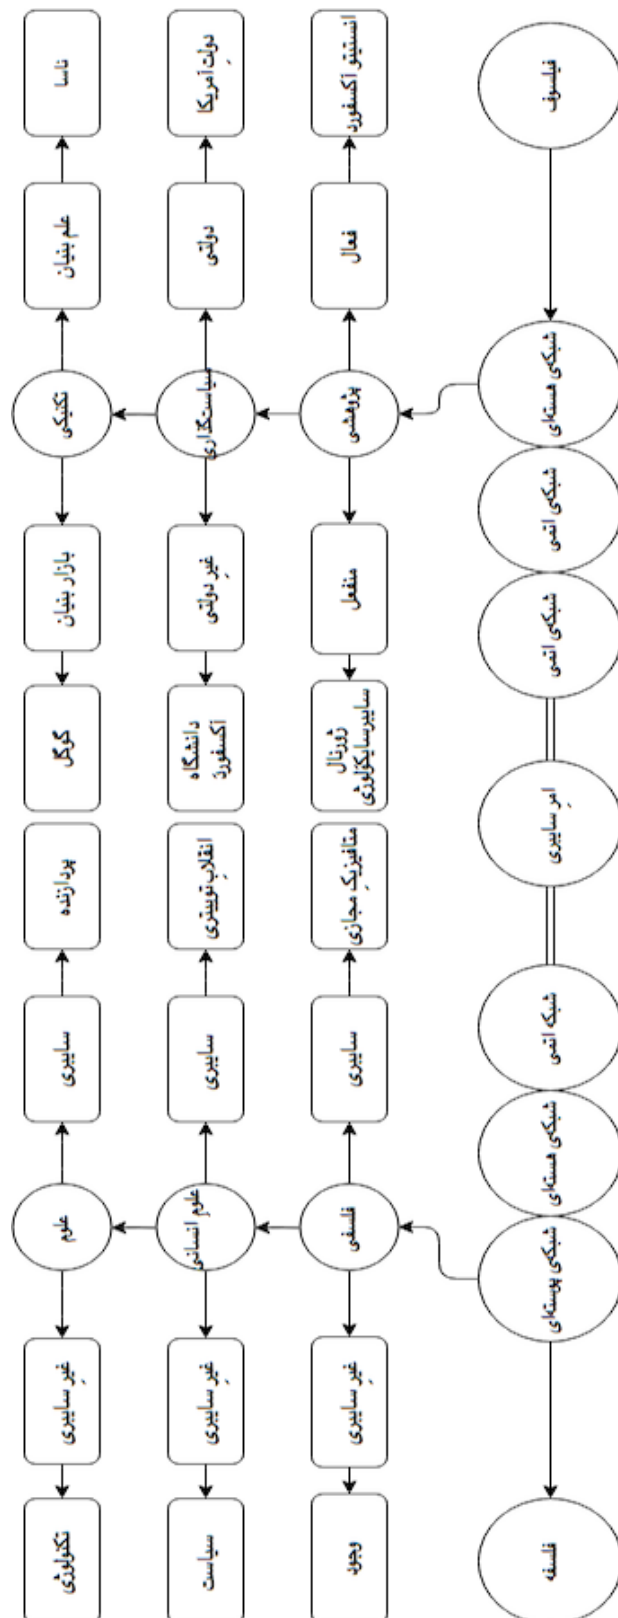 ناسا
علم بنیان
تکنیکی
بازار بنیان
گوگل
پردازنده
سایبری
علوم
غیرِ سایبری
تکنولوژی
دولتِ آمریکا
دولتی
سیاست‌گذاری
غیرِ دولتی
دانشگاه
آکسفورد
انقلابِ توییتری
سایبری
علومِ انسانی
غیرِ سایبری
سیاست
انستیتو آکسفورد
فعال
پژوهشی
منفعل
ژورنال
سایبرسایکولوژی
متافیزیکِ مجازی
سایبری
فلسفی
غیرِ سایبری
وجود
فیلسوف
شبکه‌ی هسته‌ای
شبکه‌ی اتمی
شبکه‌ی اتمی
امرِ سایبری
شبکه اتمی
شبکه‌ی هسته‌ای
شبکه‌ی پوسته‌ای
فلسفه